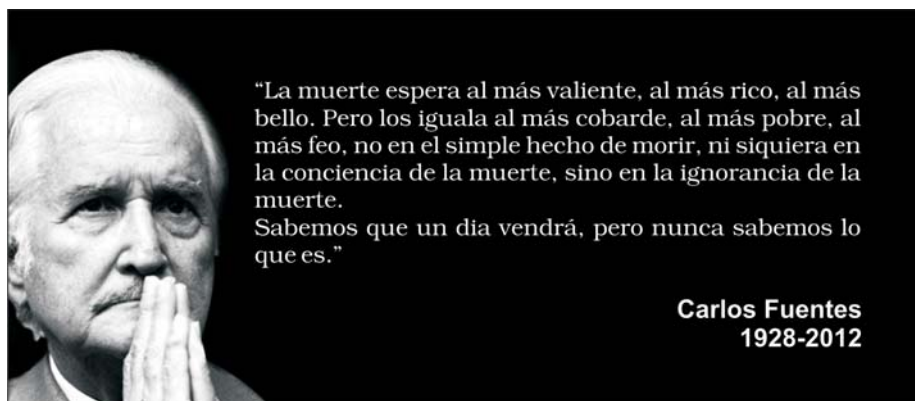 “La muerte espera al más valiente, al más rico, al más
bello. Pero los iguala al más cobarde, al más pobre, al
más feo, no en el simple hecho de morir, ni siquiera en
la conciencia de la muerte, sino en la ignorancia de la
muerte.
Sabemos que un dia vendrá, pero nunca sabemos lo
que es.”
Carlos Fuentes
1928-2012